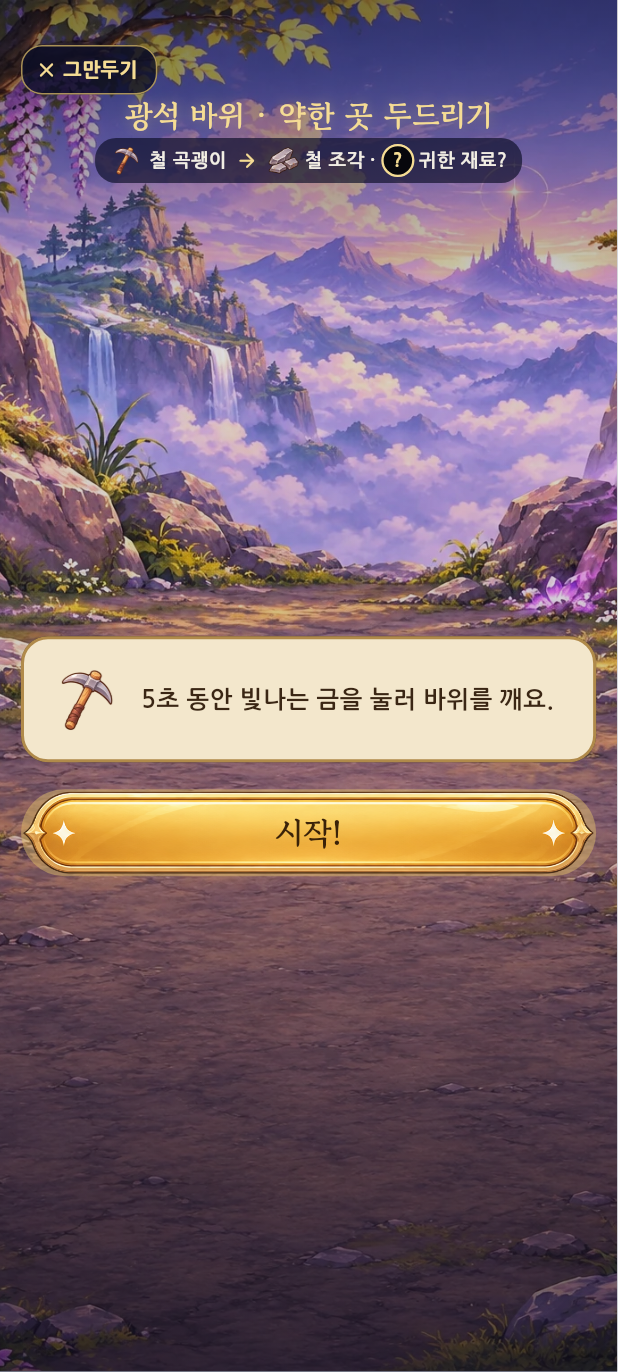 × 그만두기
광석 바위 · 약한 곳 두드리기
철 곡괭이 → 철 조각 · ? 귀한 재료?
5초 동안 빛나는 금을 눌러 바위를 깨요.
시작!